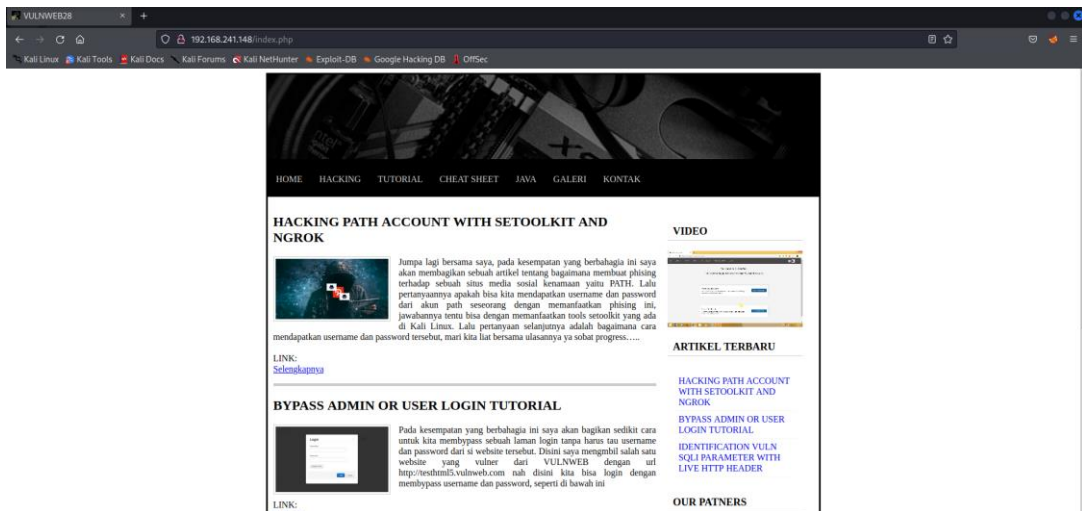 VULNWEB28
192.168.241.148/index.php
Kali Linux Kali Tools Kali Docs Kali Forums Kali NetHunter Exploit-DB Google Hacking DB OffSec
HOME HACKING TUTORIAL CHEAT SHEET JAVA GALERI KONTAK
HACKING PATH ACCOUNT WITH SETOOLKIT AND
NGROK
Jumpa lagi bersama saya, pada kesempatan yang berbahagia ini saya
akan membagikan sebuah artikel tentang bagaimana membuat phising
terhadap sebuah situs media sosial kenamaan yaitu PATH. Lalu
pertanyaannya apakah bisa kita mendapatkan username dan password
dari akun path seseorang dengan memanfaatkan phising ini,
jawabannya tentu bisa dengan memanfaatkan tools setoolkit yang ada
di Kali Linux. Lalu pertanyaan selanjutnya adalah bagaimana cara
mendapatkan username dan password tersebut, mari kita liat bersama ulasannya ya sobat progress…..
LINK:
Selengkapnya
BYPASS ADMIN OR USER LOGIN TUTORIAL
Pada kesempatan yang berbahagia ini saya akan bagikan sedikit cara
untuk kita membypass sebuah laman login tanpa harus tau username
dan password dari si website tersebut. Disini saya mengmbil salah satu
website yang vulner dari VULNWEB dengan url
http://testhtml5.vulnweb.com nah disini kita bisa login dengan
membypass username dan password, seperti di bawah ini
LINK:
VIDEO
ARTIKEL TERBARU
HACKING PATH ACCOUNT
WITH SETOOLKIT AND
NGROK
BYPASS ADMIN OR USER
LOGIN TUTORIAL
IDENTIFICATION VULN
SQLI PARAMETER WITH
LIVE HTTP HEADER
OUR PATNERS